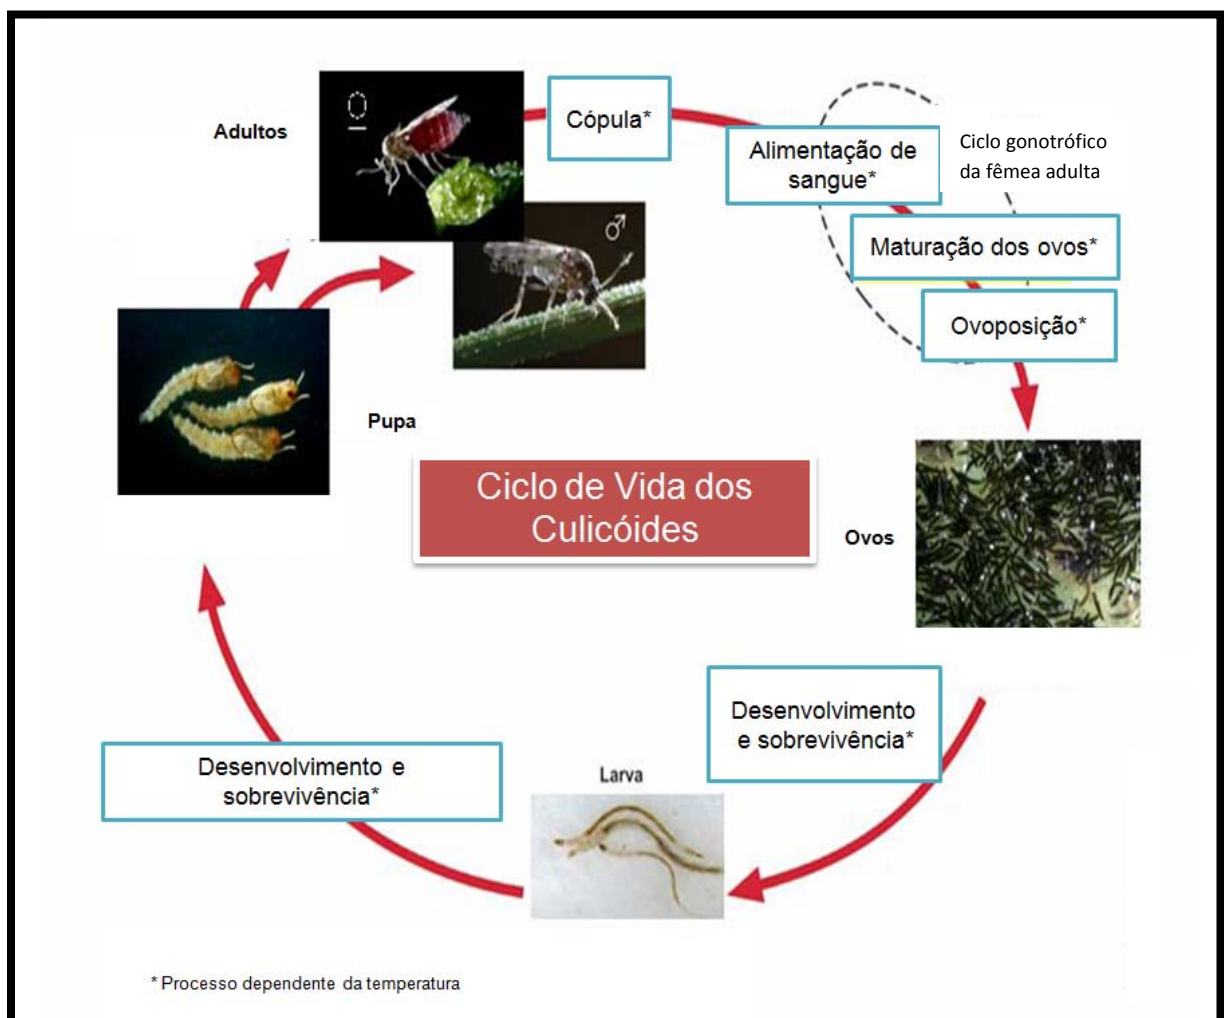 Adultos
♀
♂
Cópula*
Alimentação de
sangue*
Ciclo gonotrófico
da fêmea adulta
Maturação dos ovos*
Ovoposição*
Pupa
Ciclo de Vida dos
Culicóides
Ovos
Desenvolvimento
e sobrevivência*
Larva
Desenvolvimento e
sobrevivência*
* Processo dependente da temperatura